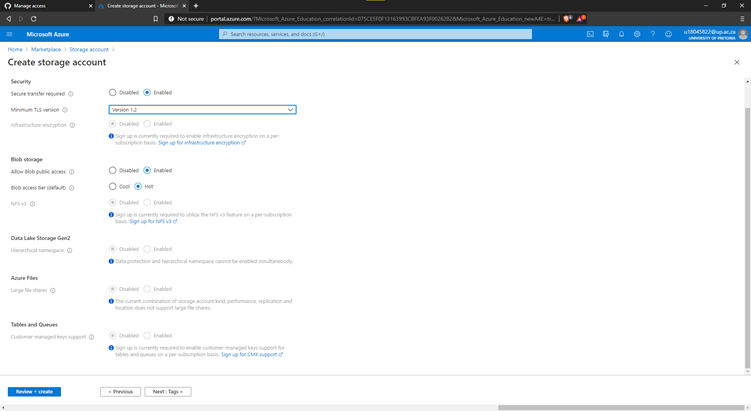 Manage access
Create storage account - Microsof
Not secure
portal.azure.com/?Microsoft_Azure_Education_correlationId=075CE5F0F13163993CBFEA93F0026282&Microsoft_Azure_Education_newA4E=tr...
Microsoft Azure
Search resources, services, and docs (G+/)
u18045822@up.ac.za
UNIVERSITY OF PRETORIA
Home > Marketplace > Storage account >
Create storage account
Security
Secure transfer required
Disabled
Enabled
Minimum TLS version
Version 1.2
Infrastructure encryption
Disabled
Enabled
Sign up is currently required to enable infrastructure encryption on a per-
subscription basis. Sign up for infrastructure encryption
Blob storage
Allow Blob public access
Disabled
Enabled
Blob access tier (default)
Cool
Hot
NFS v3
Disabled
Enabled
Sign up is currently required to utilize the NFS v3 feature on a per-subscription
basis. Sign up for NFS v3
Data Lake Storage Gen2
Hierarchical namespace
Disabled
Enabled
Data protection and hierarchical namespace cannot be enabled simultaneously.
Azure Files
Large file shares
Disabled
Enabled
The current combination of storage account kind, performance, replication and
location does not support large file shares.
Tables and Queues
Customer-managed keys support
Disabled
Enabled
Sign up is currently required to enable customer-managed keys support for
tables and queues on a per-subscription basis. Sign up for CMK support
Review + create
< Previous
Next : Tags >